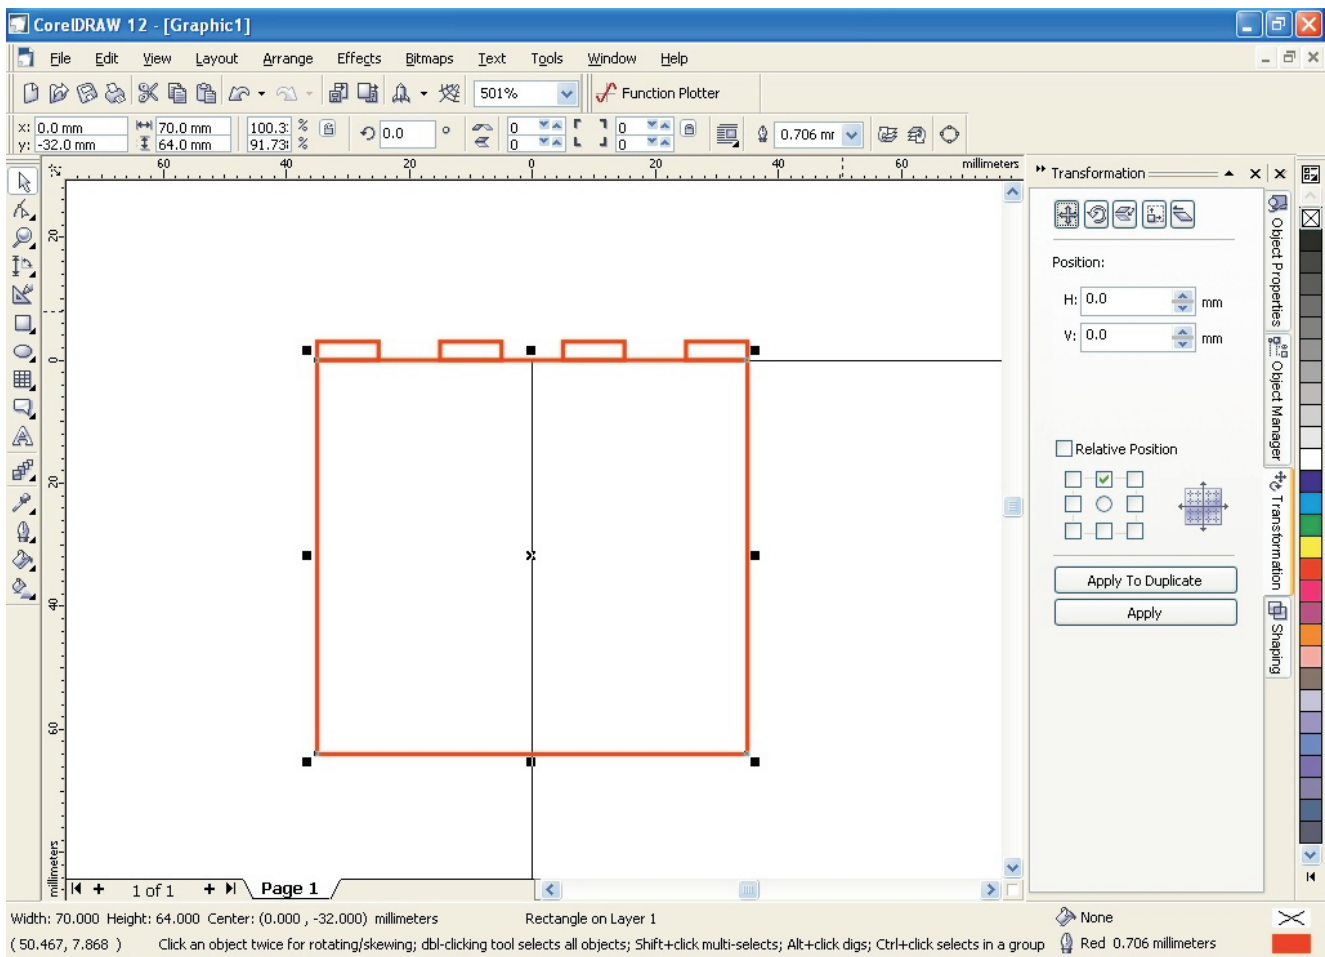 CorelDRAW 12 - [Graphic1]
File Edit View Layout Arrange Effects Bitmaps Text Tools Window Help
501% Function Plotter
x: 0.0 mm 70.0 mm 100.3 % 0.0 ° 0 0 0.706 mr
y: -32.0 mm 64.0 mm 91.73 % 0 0
60 40 20 0 20 40 60 millimeters
20
0
20
40
60
millimeters
Transformation
Position:
H: 0.0 mm
V: 0.0 mm
Relative Position
Apply To Duplicate
Apply
Object Properties
Object Manager
Transformation
Shaping
1 of 1 Page 1
Width: 70.000 Height: 64.000 Center: (0.000 , -32.000) millimeters Rectangle on Layer 1 None
( 50.467, 7.868 ) Click an object twice for rotating/skewing; dbl-clicking tool selects all objects; Shift+click multi-selects; Alt+click digs; Ctrl+click selects in a group Red 0.706 millimeters